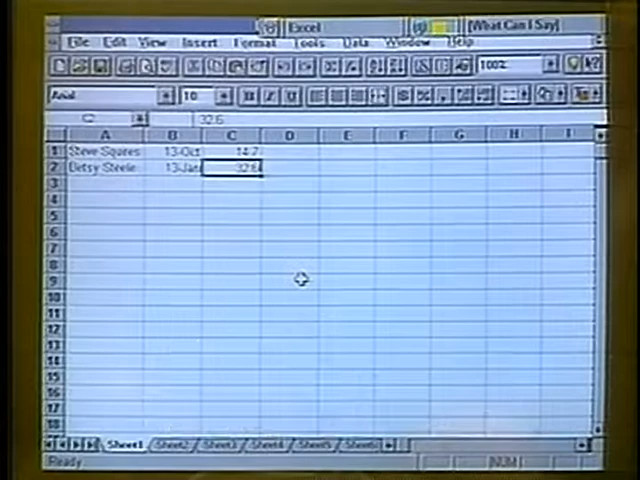 Excel [What Can I Say]
File Edit View Insert Format Tools Data Window Help
100%
Arial 10
C2 32.6
A B C D E F G H I
1 Steve Squires 13-Oct 14.7
2 Betsy Steele 13-Jan 32.6
3
4
5
6
7
8
9
10
11
12
13
14
15
16
17
18
Sheet1 Sheet2 Sheet3 Sheet4 Sheet5 Sheet6
Ready NUM